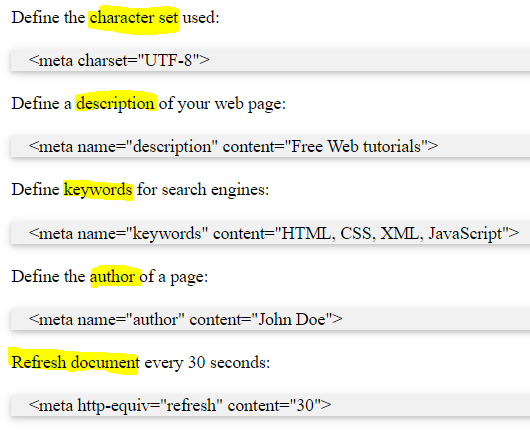 Define the character set used:
<meta charset="UTF-8">
Define a description of your web page:
<meta name="description" content="Free Web tutorials">
Define keywords for search engines:
<meta name="keywords" content="HTML, CSS, XML, JavaScript">
Define the author of a page:
<meta name="author" content="John Doe">
Refresh document every 30 seconds:
<meta http-equiv="refresh" content="30">